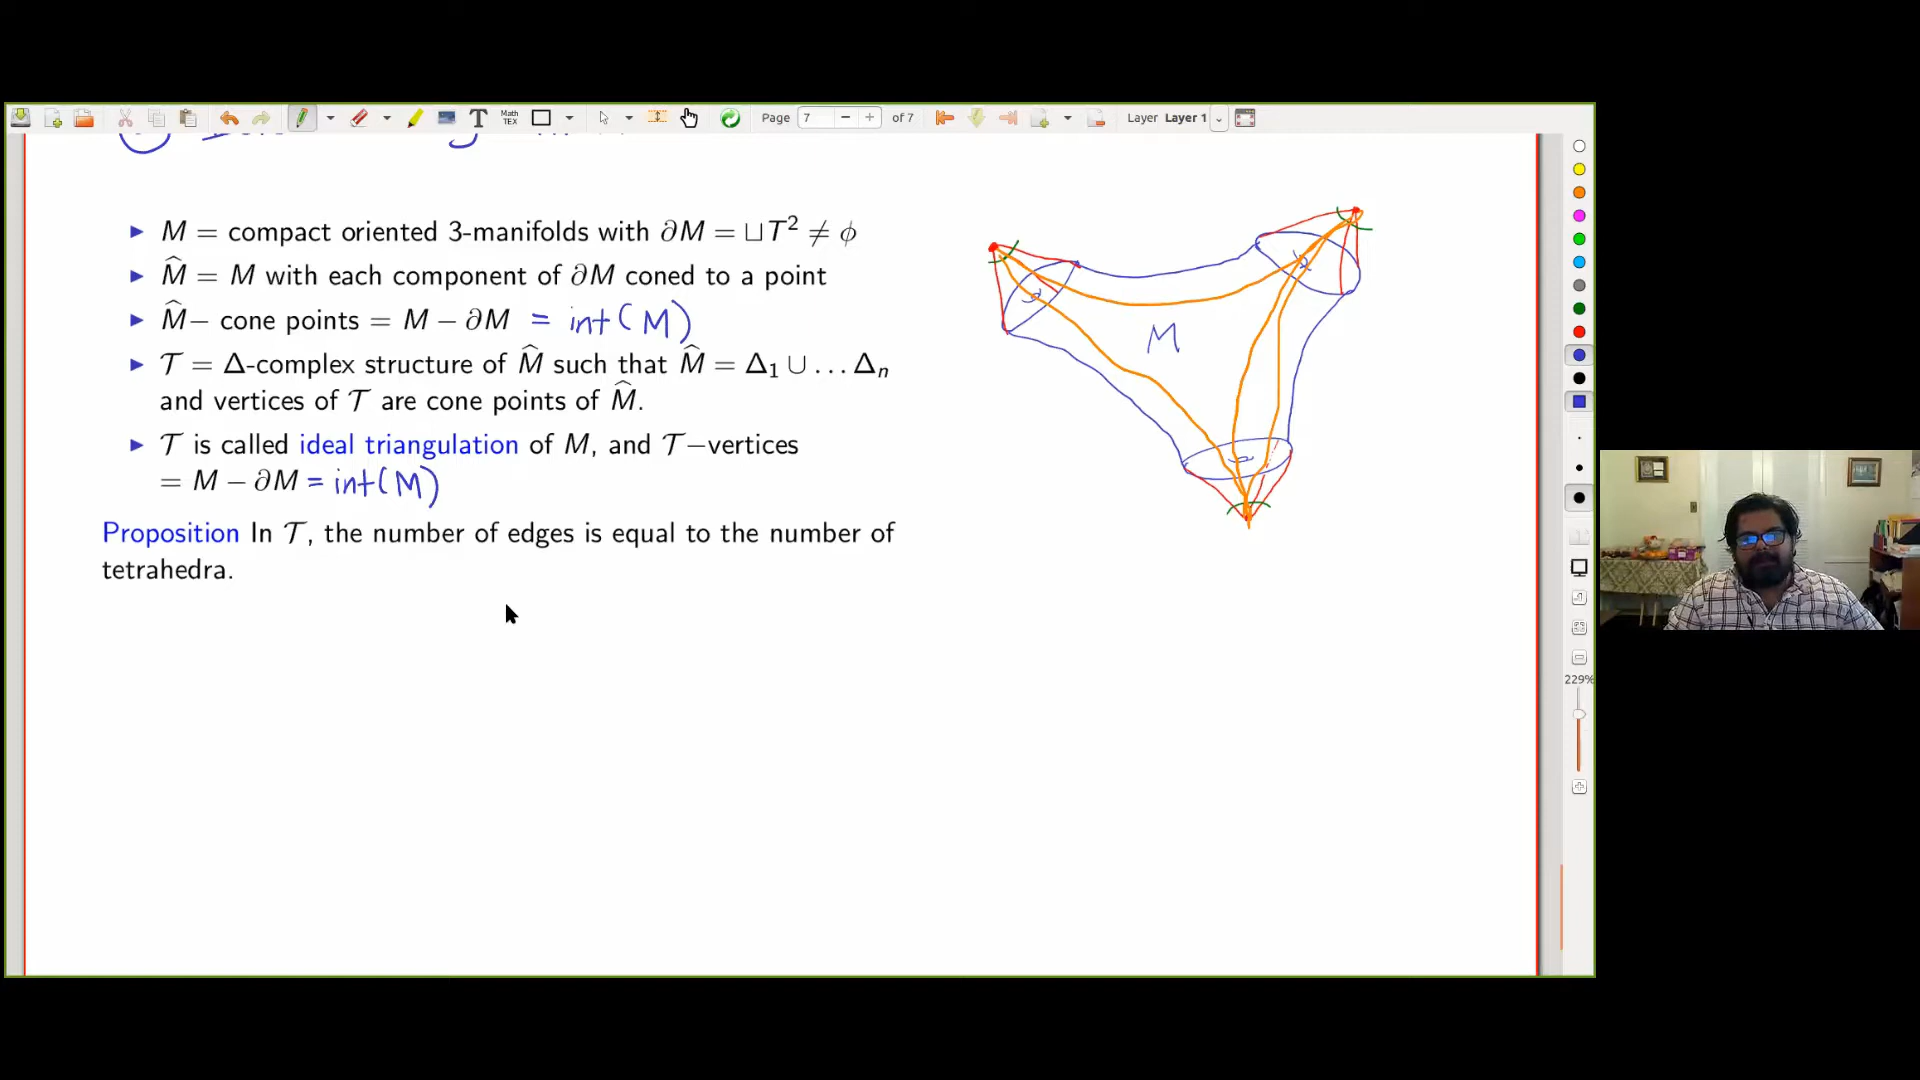 Page 7 of 7 Layer Layer 1
T Math TEX
▶ M = compact oriented 3-manifolds with ∂M = ⊔T² ≠ ϕ
▶ M̂ = M with each component of ∂M coned to a point
▶ M̂− cone points = M − ∂M = int(M)
▶ 𝒯 = Δ-complex structure of M̂ such that M̂ = Δ₁ ∪ … Δₙ
and vertices of 𝒯 are cone points of M̂.
▶ 𝒯 is called ideal triangulation of M, and 𝒯−vertices
= M − ∂M = int(M)
Proposition In 𝒯, the number of edges is equal to the number of
tetrahedra.
M
229%